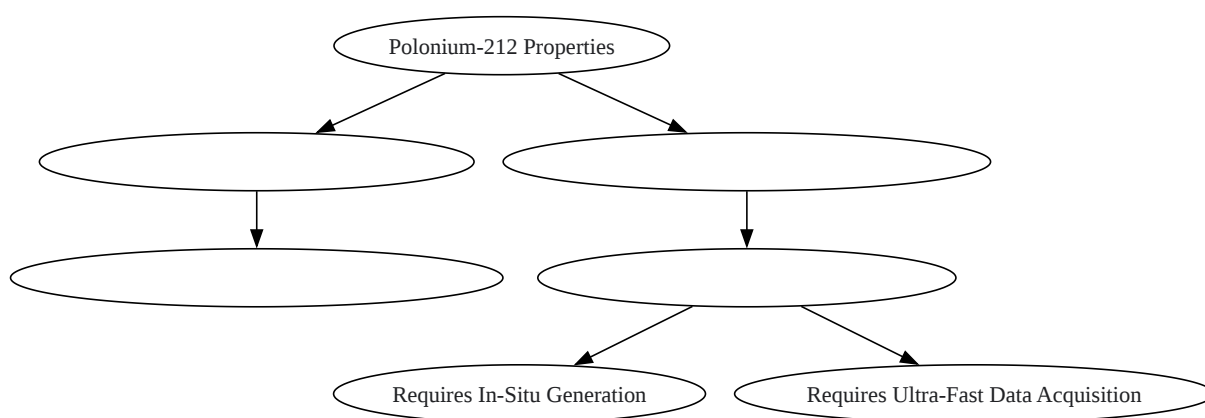 Polonium-212 Properties
Requires In-Situ Generation
Requires Ultra-Fast Data Acquisition